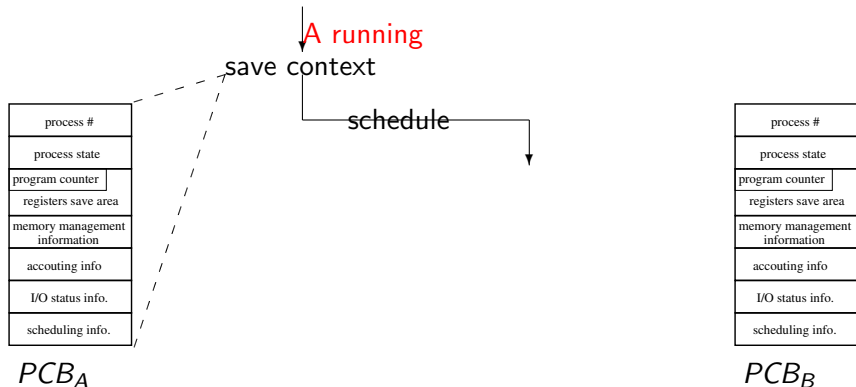 A running
save context
schedule
process #
process state
program counter
registers save area
memory management
information
accouting info
I/O status info.
scheduling info.
PCB_A
process #
process state
program counter
registers save area
memory management
information
accouting info
I/O status info.
scheduling info.
PCB_B